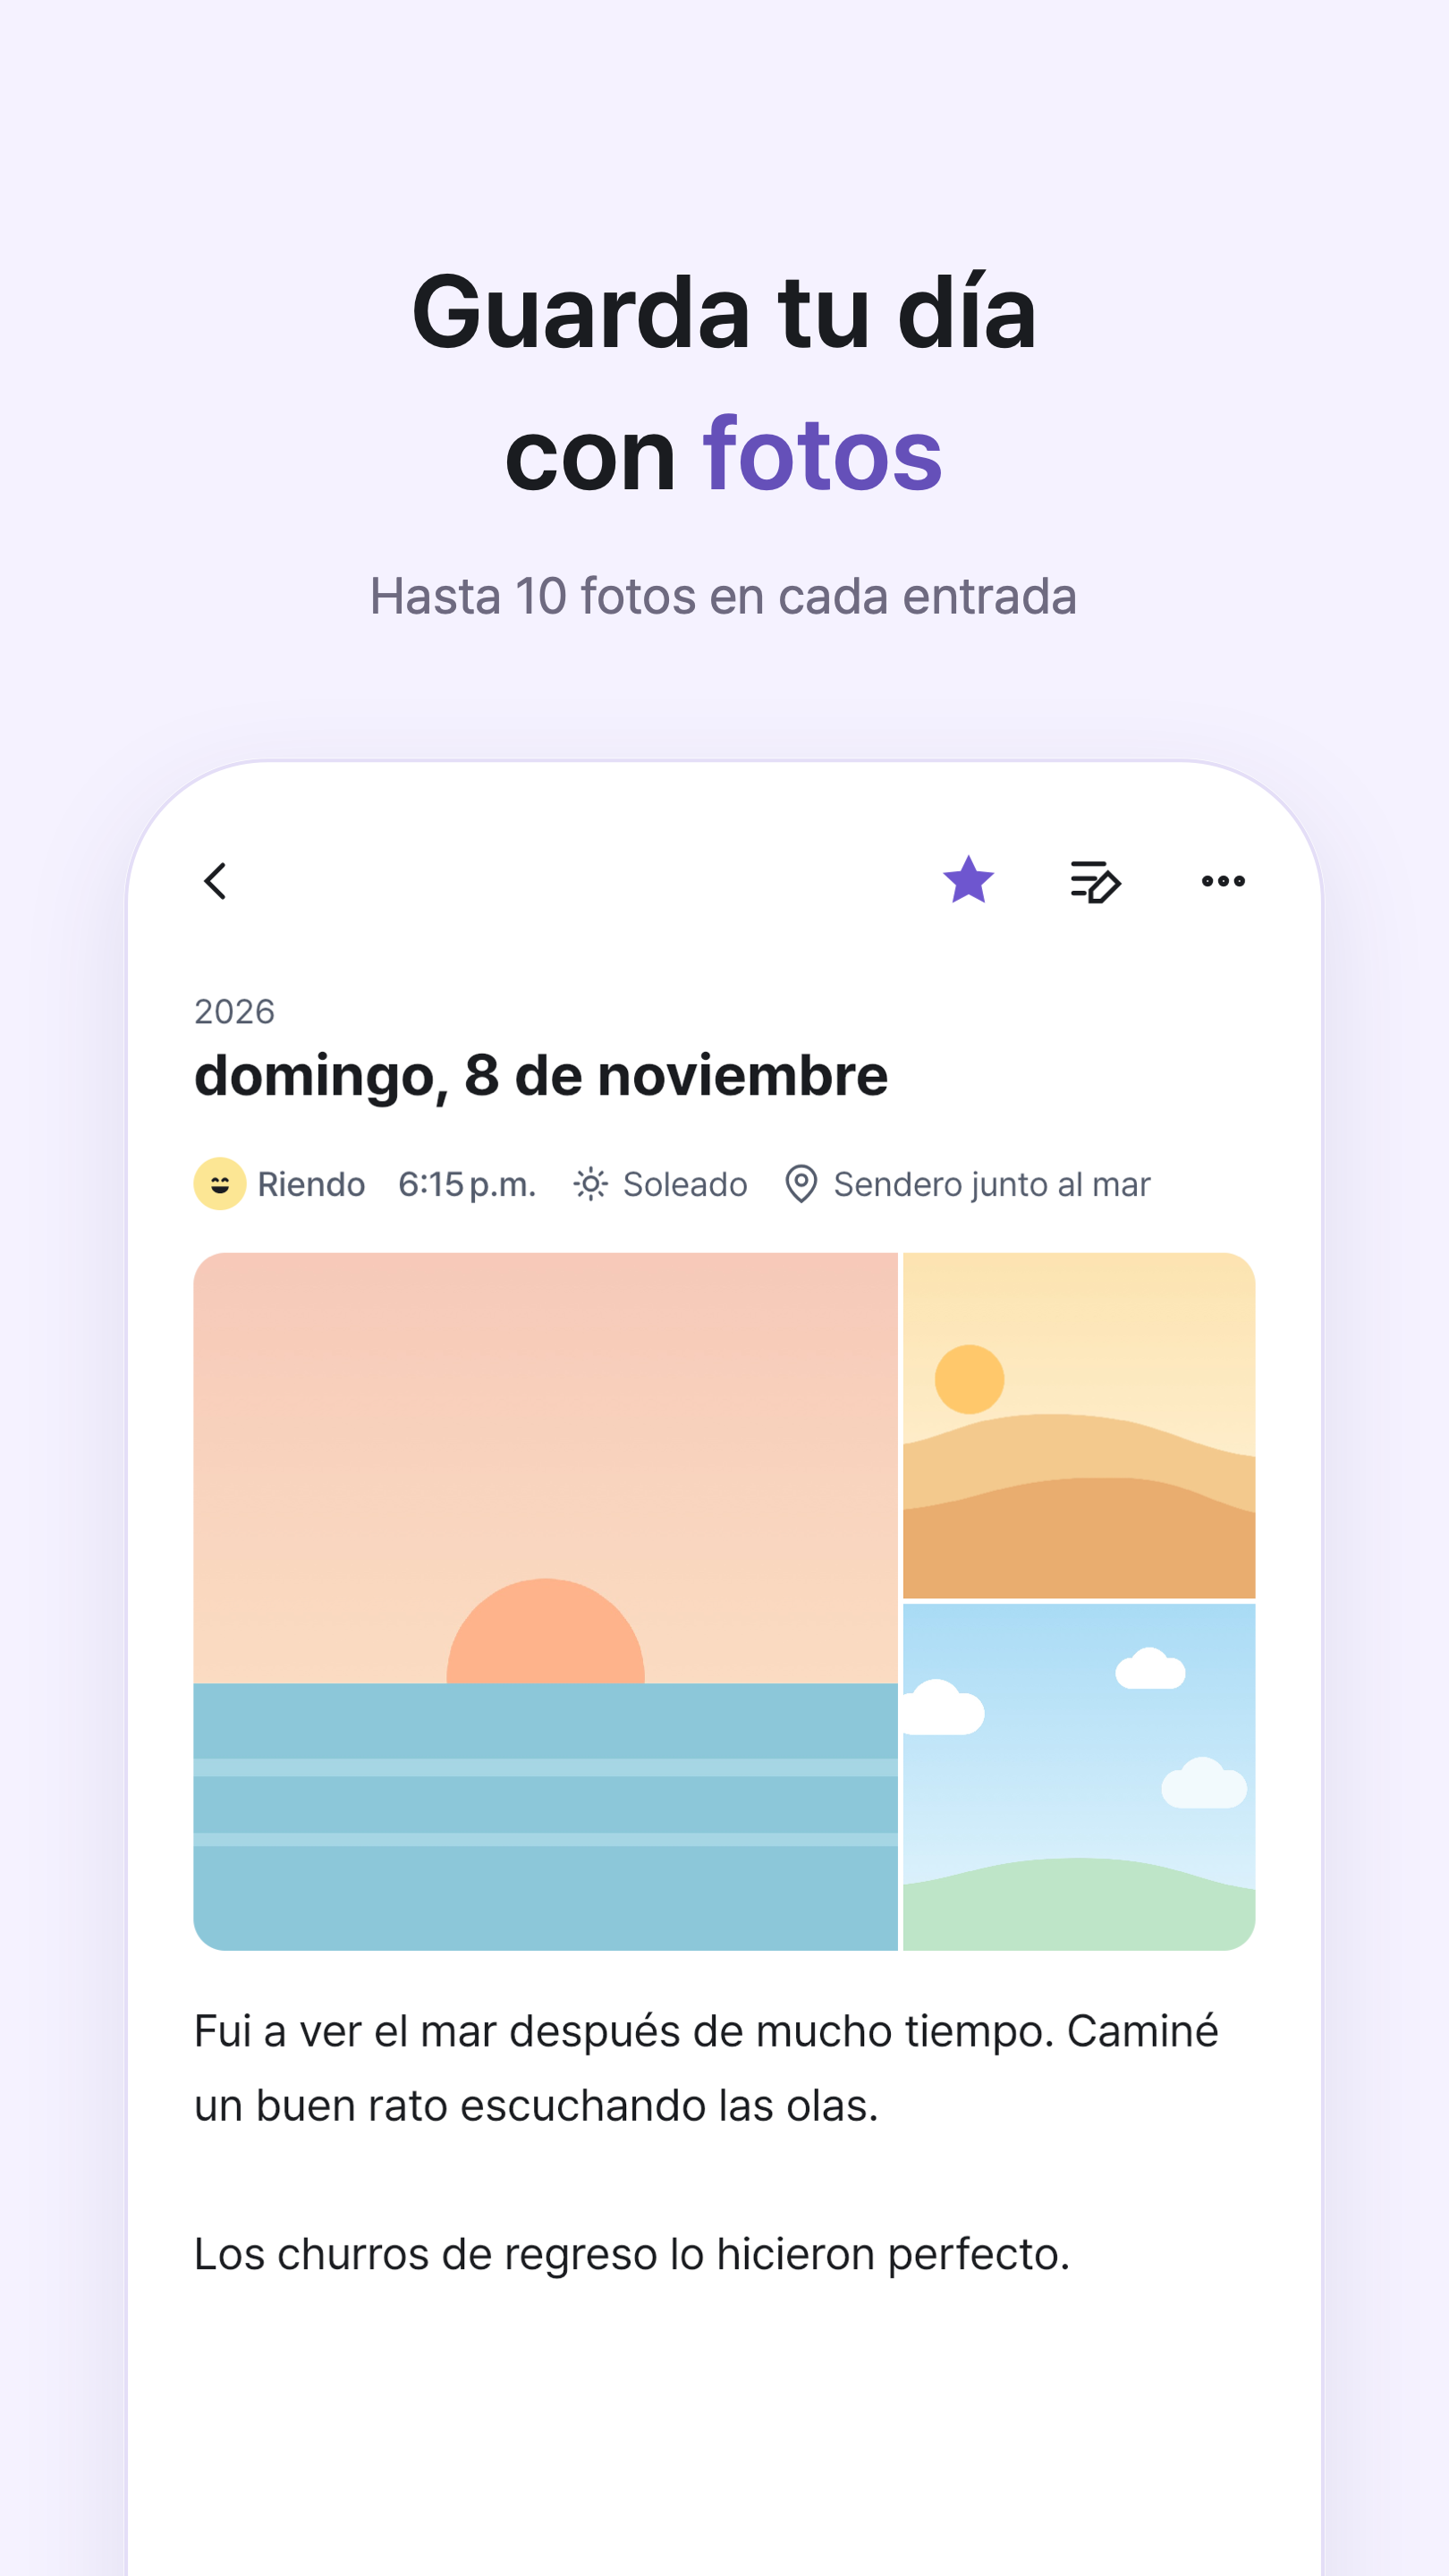 Guarda tu día
con fotos
Hasta 10 fotos en cada entrada
2026
domingo, 8 de noviembre
Riendo 6:15 p.m. Soleado Sendero junto al mar
Fui a ver el mar después de mucho tiempo. Caminé
un buen rato escuchando las olas.
Los churros de regreso lo hicieron perfecto.